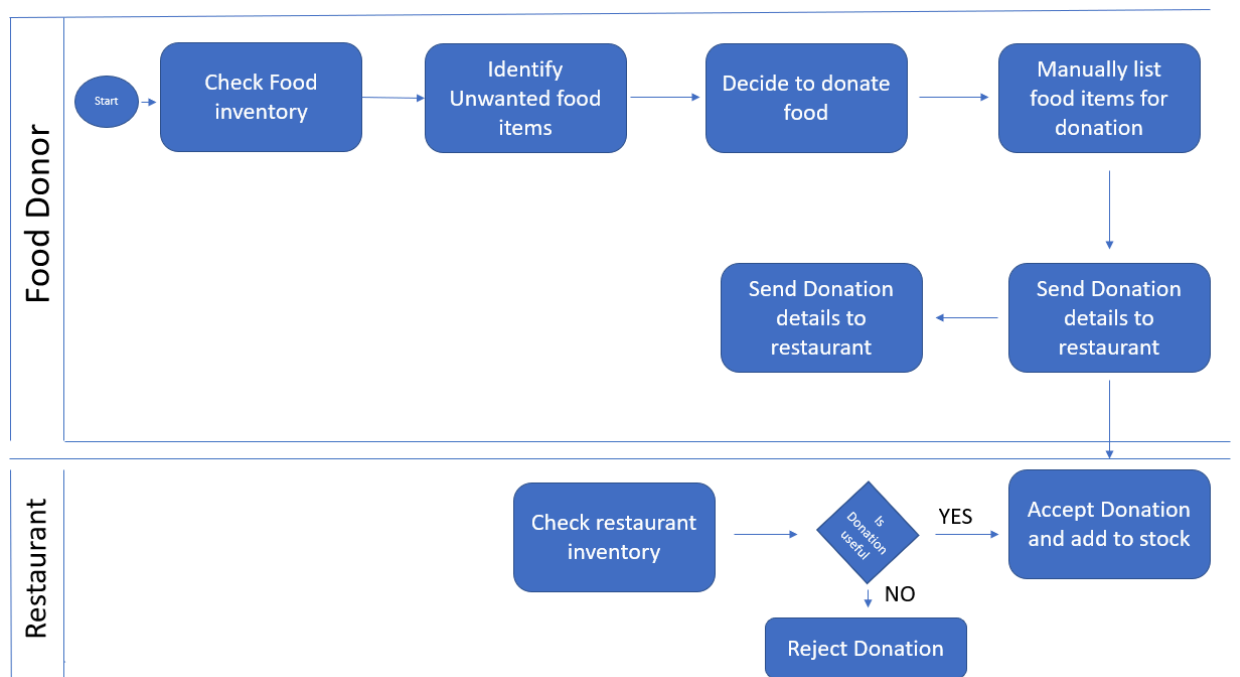 Food Donor
Start
Check Food
inventory
Identify
Unwanted food
items
Decide to donate
food
Manually list
food items for
donation
Send Donation
details to
restaurant
Send Donation
details to
restaurant
Restaurant
Check restaurant
inventory
Is
Donation
useful
YES
Accept Donation
and add to stock
NO
Reject Donation